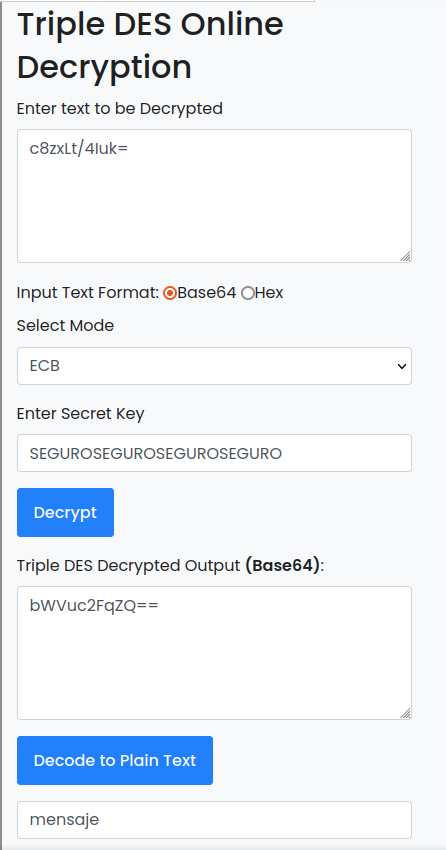 Triple DES Online
Decryption
Enter text to be Decrypted
c8zxLt/4Iuk=
Input Text Format: Base64 Hex
Select Mode
ECB
Enter Secret Key
SEGUROSEGUROSEGUROSEGURO
Decrypt
Triple DES Decrypted Output (Base64):
bWVuc2FqZQ==
Decode to Plain Text
mensaje